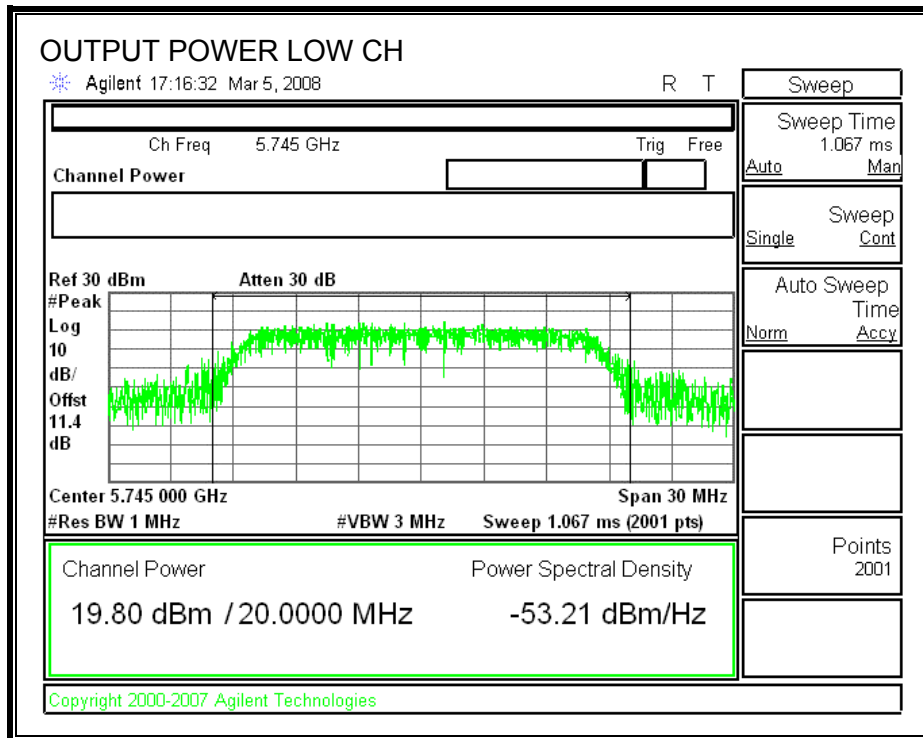 OUTPUT POWER LOW CH
Agilent 17:16:32 Mar 5, 2008 R T
Sweep
Ch Freq 5.745 GHz Trig Free
Channel Power
Sweep Time
1.067 ms
Auto Man
Sweep
Single Cont
Auto Sweep
Time
Norm Accy
Points
2001
Ref 30 dBm Atten 30 dB
#Peak
Log
10
dB/
Offst
11.4
dB
Center 5.745 000 GHz Span 30 MHz
#Res BW 1 MHz #VBW 3 MHz Sweep 1.067 ms (2001 pts)
Channel Power Power Spectral Density
19.80 dBm / 20.0000 MHz -53.21 dBm/Hz
Copyright 2000-2007 Agilent Technologies